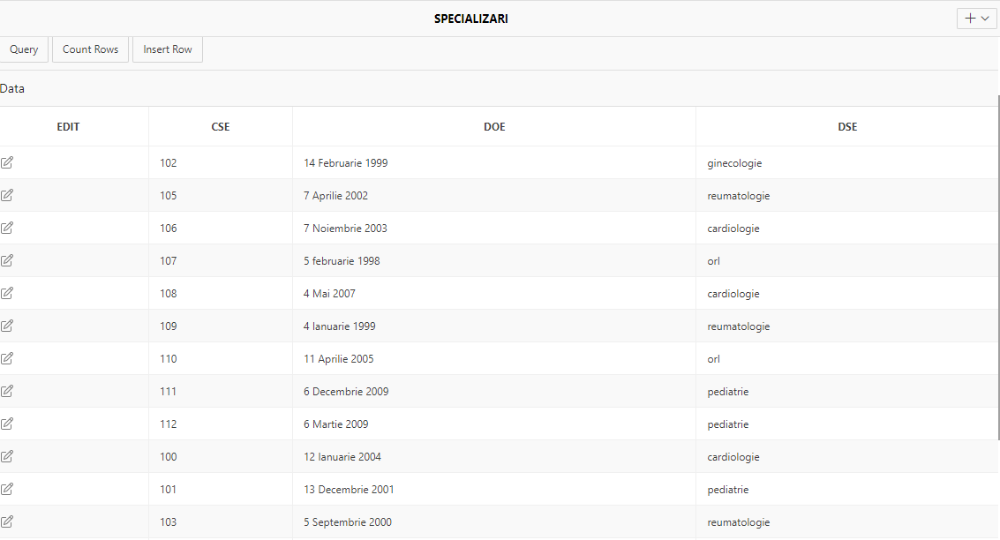 SPECIALIZARI
Query Count Rows Insert Row
Data
EDIT CSE DOE DSE
102 14 Februarie 1999 ginecologie
105 7 Aprilie 2002 reumatologie
106 7 Noiembrie 2003 cardiologie
107 5 februarie 1998 orl
108 4 Mai 2007 cardiologie
109 4 Ianuarie 1999 reumatologie
110 11 Aprilie 2005 orl
111 6 Decembrie 2009 pediatrie
112 6 Martie 2009 pediatrie
100 12 Ianuarie 2004 cardiologie
101 13 Decembrie 2001 pediatrie
103 5 Septembrie 2000 reumatologie